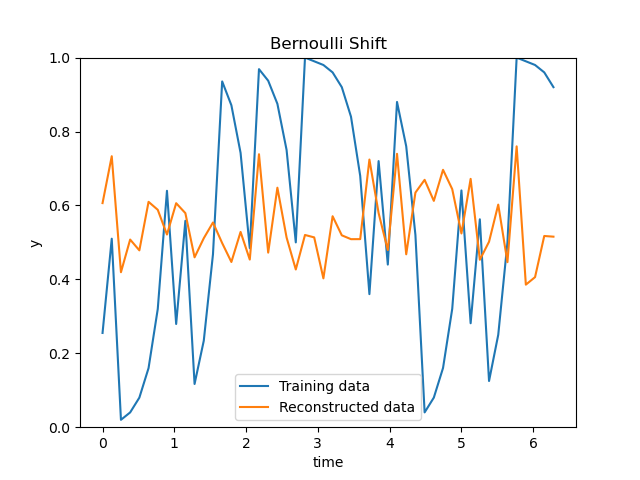 Bernoulli Shift
1.0
0.8
0.6
0.4
0.2
0.0
y
Training data
Reconstructed data
0 1 2 3 4 5 6
time